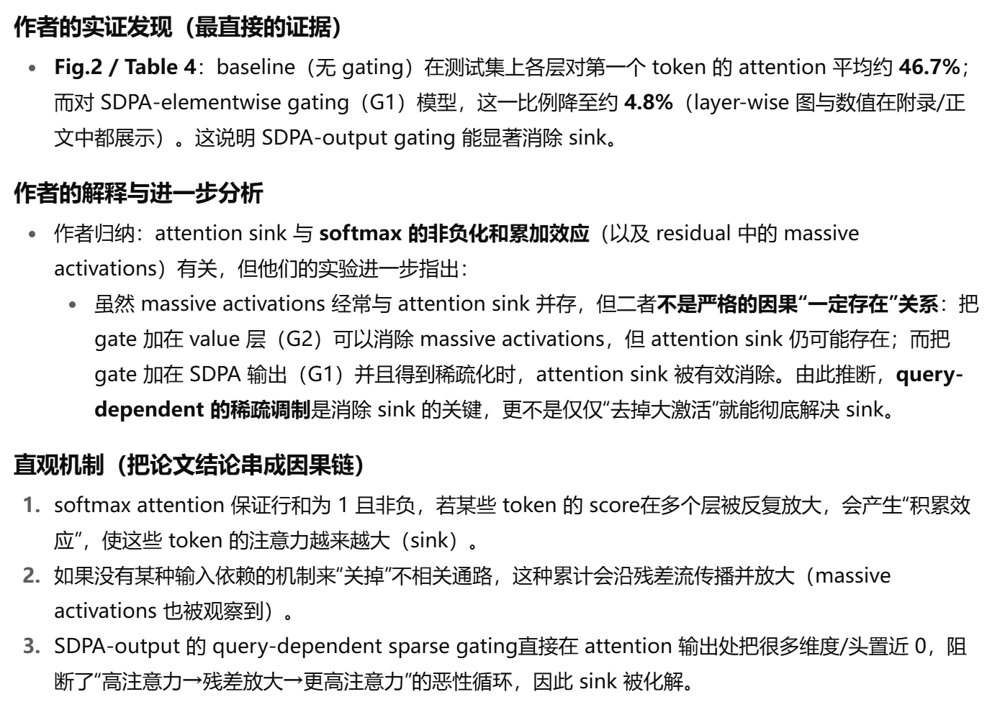 作者的实证发现（最直接的证据）
• Fig.2 / Table 4：baseline（无 gating）在测试集上各层对第一个 token 的 attention 平均约 46.7%；
而对 SDPA-elementwise gating（G1）模型，这一比例降至约 4.8%（layer-wise 图与数值在附录/正
文中都展示）。这说明 SDPA-output gating 能显著消除 sink。
作者的解释与进一步分析
• 作者归纳：attention sink 与 softmax 的非负化和累加效应（以及 residual 中的 massive
activations）有关，但他们的实验进一步指出：
• 虽然 massive activations 经常与 attention sink 并存，但二者不是严格的因果“一定存在”关系：把
gate 加在 value 层（G2）可以消除 massive activations，但 attention sink 仍可能存在；而把
gate 加在 SDPA 输出（G1）并且得到稀疏化时，attention sink 被有效消除。由此推断，query-
dependent 的稀疏调制是消除 sink 的关键，更不是仅仅“去掉大激活”就能彻底解决 sink。
直观机制（把论文结论串成因果链）
1. softmax attention 保证行和为 1 且非负，若某些 token 的 score在多个层被反复放大，会产生“积累效
应”，使这些 token 的注意力越来越大（sink）。
2. 如果没有某种输入依赖的机制来“关掉”不相关通路，这种累计会沿残差流传播并放大（massive
activations 也被观察到）。
3. SDPA-output 的 query-dependent sparse gating直接在 attention 输出处把很多维度/头置近 0，阻
断了“高注意力→残差放大→更高注意力”的恶性循环，因此 sink 被化解。